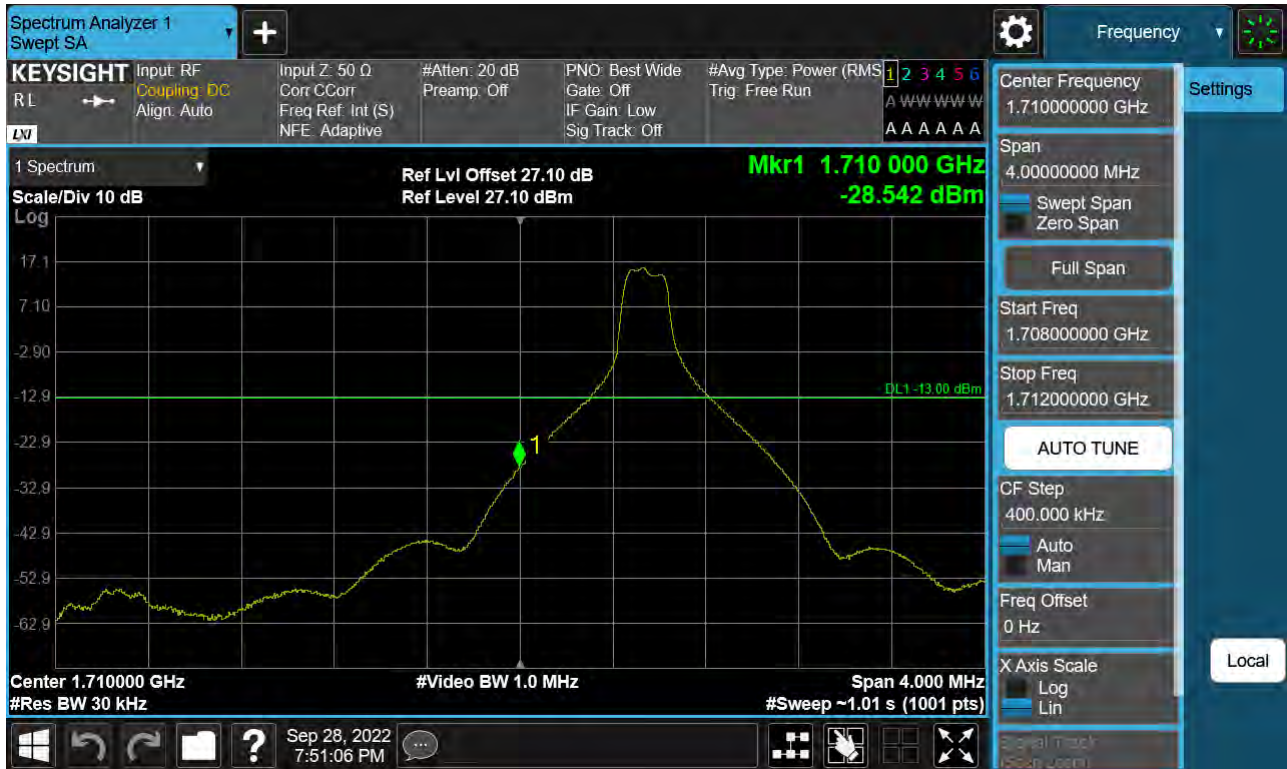 Spectrum Analyzer 1
Swept SA
+
Frequency
KEYSIGHT
RL
LXI
Input: RF
Coupling: DC
Align: Auto
Input Z: 50 Ω
Corr CCorr
Freq Ref: Int (S)
NFE: Adaptive
#Atten: 20 dB
Preamp: Off
PNO: Best Wide
Gate: Off
IF Gain: Low
Sig Track: Off
#Avg Type: Power (RMS
Trig: Free Run
1 2 3 4 5 6
A W W W W W
A A A A A A
1 Spectrum
Scale/Div 10 dB
Ref Lvl Offset 27.10 dB
Ref Level 27.10 dBm
Mkr1 1.710 000 GHz
-28.542 dBm
Log
17.1
7.10
-2.90
-12.9
-22.9
-32.9
-42.9
-52.9
-62.9
DL1 -13.00 dBm
1
Center 1.710000 GHz
#Video BW 1.0 MHz
Span 4.000 MHz
#Res BW 30 kHz
#Sweep ~1.01 s (1001 pts)
Center Frequency
1.710000000 GHz
Settings
Span
4.00000000 MHz
Swept Span
Zero Span
Full Span
Start Freq
1.708000000 GHz
Stop Freq
1.712000000 GHz
AUTO TUNE
CF Step
400.000 kHz
Auto
Man
Freq Offset
0 Hz
X Axis Scale
Log
Lin
Local
Signal Track
(Span Zoom)
?
Sep 28, 2022
7:51:06 PM